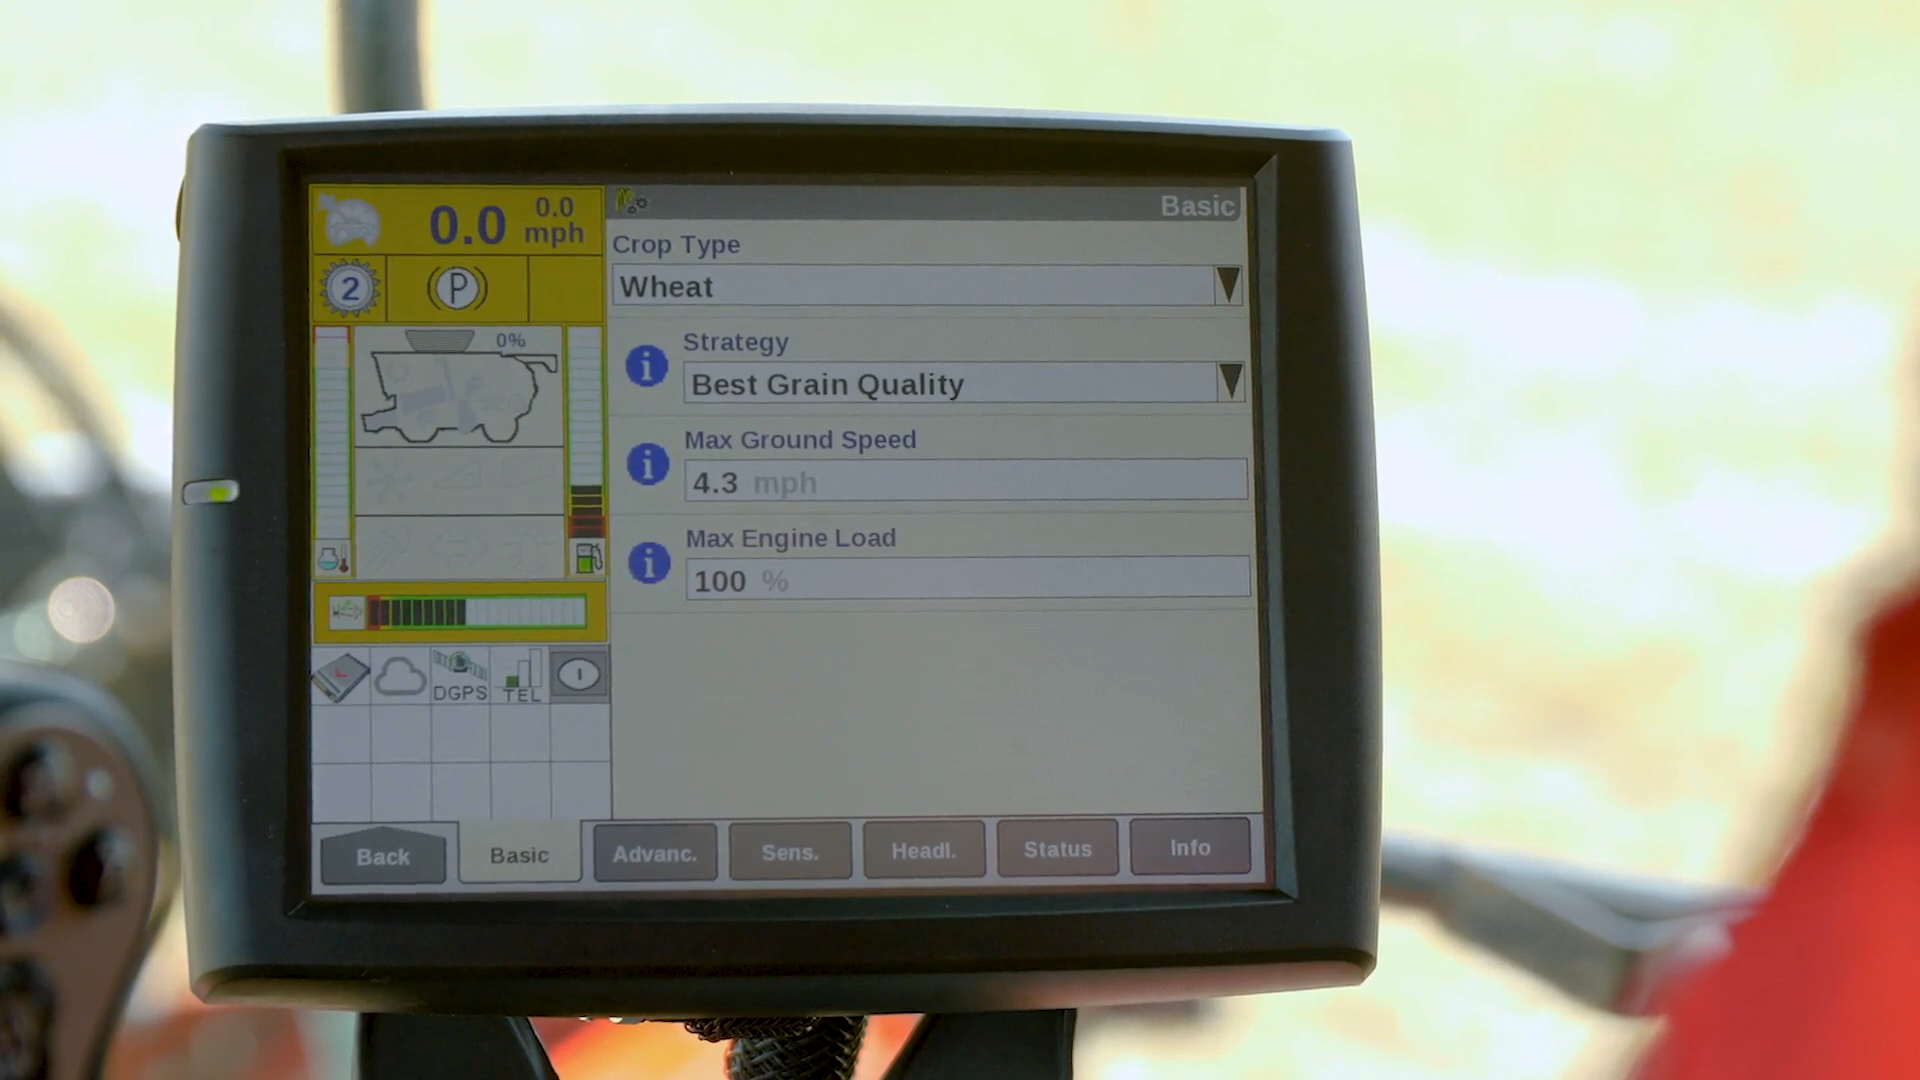 0.0
0.0
mph
2
P
0%
DGPS
TEL
Basic
Crop Type
Wheat
i
Strategy
Best Grain Quality
i
Max Ground Speed
4.3 mph
i
Max Engine Load
100 %
Back
Basic
Advanc.
Sens.
Headl.
Status
Info